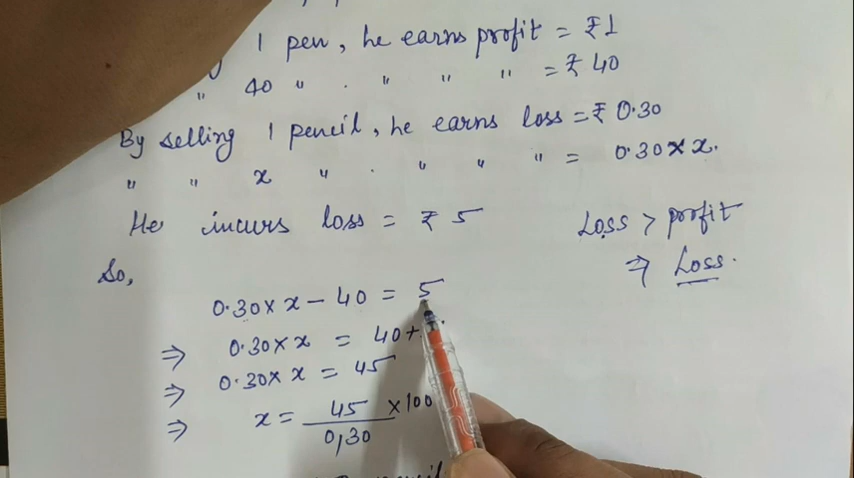 1 pen, he earns profit = ₹1
" 40 " . " " " = ₹ 40
By selling 1 pencil, he earns loss = ₹ 0.30
" " x " . " " " = 0.30 × x.
He incurs loss = ₹ 5
Loss > profit
⇒ Loss.
So,
0.30 × x - 40 = 5
⇒ 0.30 × x = 40+
⇒ 0.30 × x = 45
⇒ x = 45/0,30 × 100
pencil